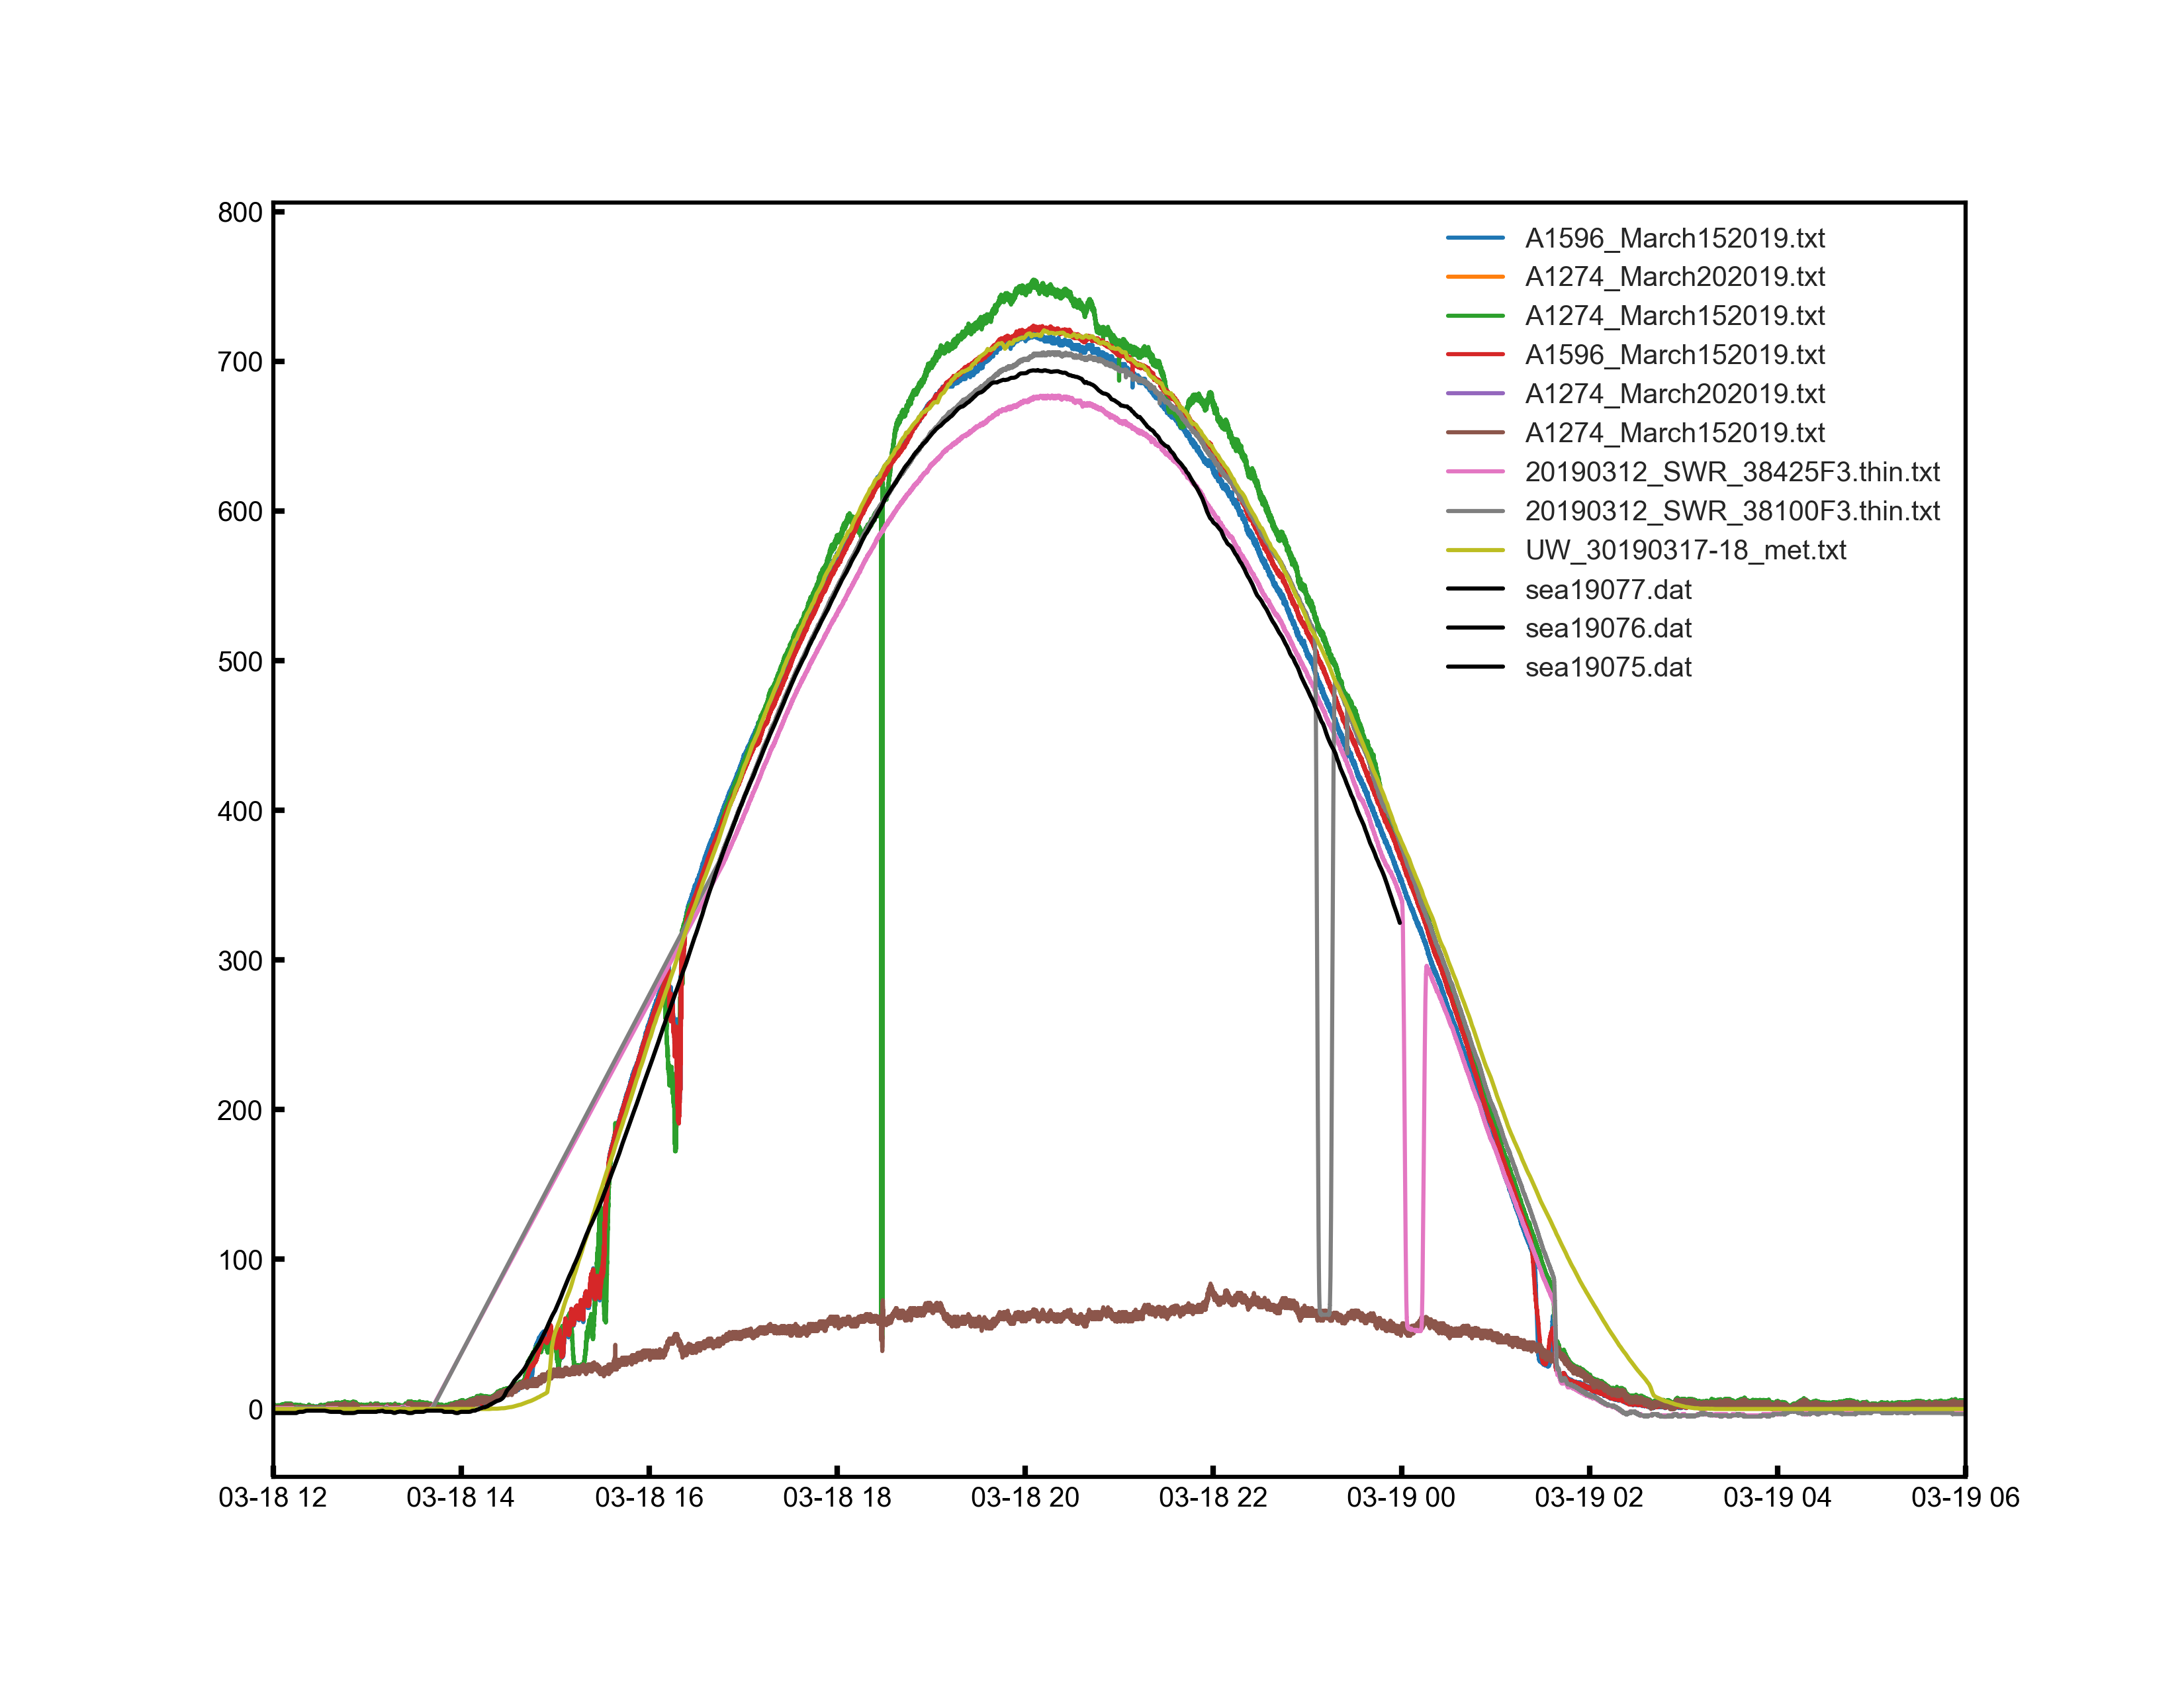 800
700
600
500
400
300
200
100
0
A1596_March152019.txt
A1274_March202019.txt
A1274_March152019.txt
A1596_March152019.txt
A1274_March202019.txt
A1274_March152019.txt
20190312_SWR_38425F3.thin.txt
20190312_SWR_38100F3.thin.txt
UW_30190317-18_met.txt
sea19077.dat
sea19076.dat
sea19075.dat
03-18 12 03-18 14 03-18 16 03-18 18 03-18 20 03-18 22 03-19 00 03-19 02 03-19 04 03-19 06